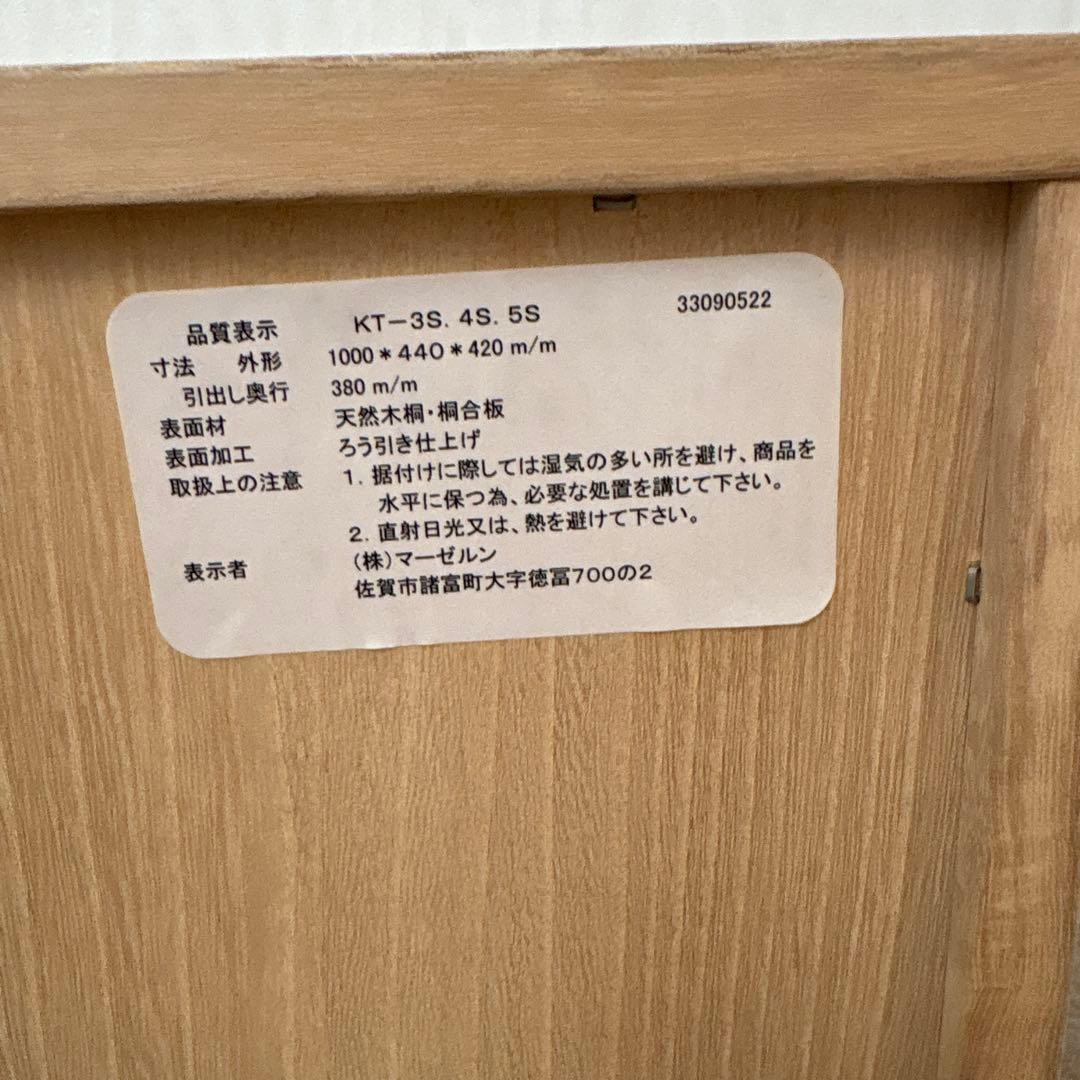 品質表示 KT-3S. 4S. 5S 33090522
寸法 外形 1000*440*420 m/m
引出し奥行 380 m/m
表面材 天然木桐・桐合板
表面加工 ろう引き仕上げ
取扱上の注意 1. 据付けに際しては湿気の多い所を避け、商品を
水平に保つ為、必要な処置を講じて下さい。
2. 直射日光又は、熱を避けて下さい。
表示者 (株)マーゼルン
佐賀市諸富町大字徳冨700の2